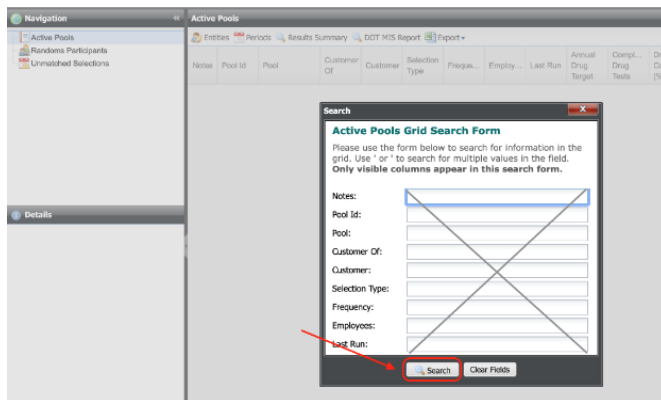 Navigation
Active Pools
Randoms Participants
Unmatched Selections
Details
Active Pools
Entities Periods Results Summary DOT MIS Report Export
Notes Pool Id Pool Customer Of Customer Selection Type Freque... Employ... Last Run Annual Drug Target Compl... Drug Tests
Search
Active Pools Grid Search Form
Please use the form below to search for information in the
grid. Use ' or ' to search for multiple values in the field.
Only visible columns appear in this search form.
Notes:
Pool Id:
Pool:
Customer Of:
Customer:
Selection Type:
Frequency:
Employees:
Last Run:
Search Clear Fields